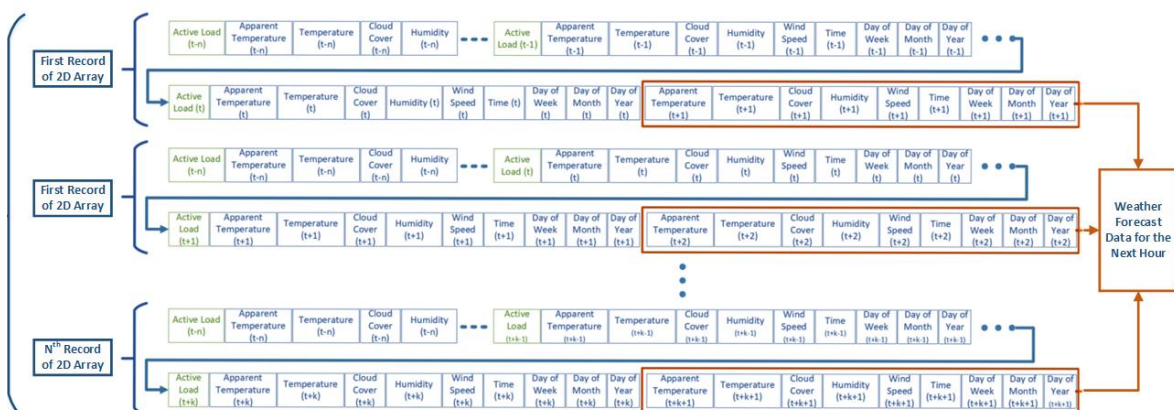 First Record of 2D Array
Active Load (t-n) Apparent Temperature (t-n) Temperature (t-n) Cloud Cover (t-n) Humidity (t-n) Active Load (t-1) Apparent Temperature (t-1) Temperature (t-1) Cloud Cover (t-1) Humidity (t-1) Wind Speed (t-1) Time (t-1) Day of Week (t-1) Day of Month (t-1) Day of Year (t-1)
Active Load (t) Apparent Temperature (t) Temperature (t) Cloud Cover (t) Humidity (t) Wind Speed (t) Time (t) Day of Week (t) Day of Month (t) Day of Year (t) Apparent Temperature (t+1) Temperature (t+1) Cloud Cover (t+1) Humidity (t+1) Wind Speed (t+1) Time (t+1) Day of Week (t+1) Day of Month (t+1) Day of Year (t+1)
First Record of 2D Array
Active Load (t-n) Apparent Temperature (t-n) Temperature (t-n) Cloud Cover (t-n) Humidity (t-n) Active Load (t) Apparent Temperature (t) Temperature (t) Cloud Cover (t) Humidity (t) Wind Speed (t) Time (t) Day of Week (t) Day of Month (t) Day of Year (t)
Active Load (t+1) Apparent Temperature (t+1) Temperature (t+1) Cloud Cover (t+1) Humidity (t+1) Wind Speed (t+1) Time (t+1) Day of Week (t+1) Day of Month (t+1) Day of Year (t+1) Apparent Temperature (t+2) Temperature (t+2) Cloud Cover (t+2) Humidity (t+2) Wind Speed (t+2) Time (t+2) Day of Week (t+2) Day of Month (t+2) Day of Year (t+2)
Nth Record of 2D Array
Active Load (t-n) Apparent Temperature (t-n) Temperature (t-n) Cloud Cover (t-n) Humidity (t-n) Active Load (t+k-1) Apparent Temperature (t+k-1) Temperature (t+k-1) Cloud Cover (t+k-1) Humidity (t+k-1) Wind Speed (t+k-1) Time (t+k-1) Day of Week (t+k-1) Day of Month (t+k-1) Day of Year (t+k-1)
Active Load (t+k) Apparent Temperature (t+k) Temperature (t+k) Cloud Cover (t+k) Humidity (t+k) Wind Speed (t+k) Time (t+k) Day of Week (t+k) Day of Month (t+k) Day of Year (t+k) Apparent Temperature (t+k+1) Temperature (t+k+1) Cloud Cover (t+k+1) Humidity (t+k+1) Wind Speed (t+k+1) Time (t+k+1) Day of Week (t+k+1) Day of Month (t+k+1) Day of Year (t+k+1)
Weather
Forecast
Data for the
Next Hour